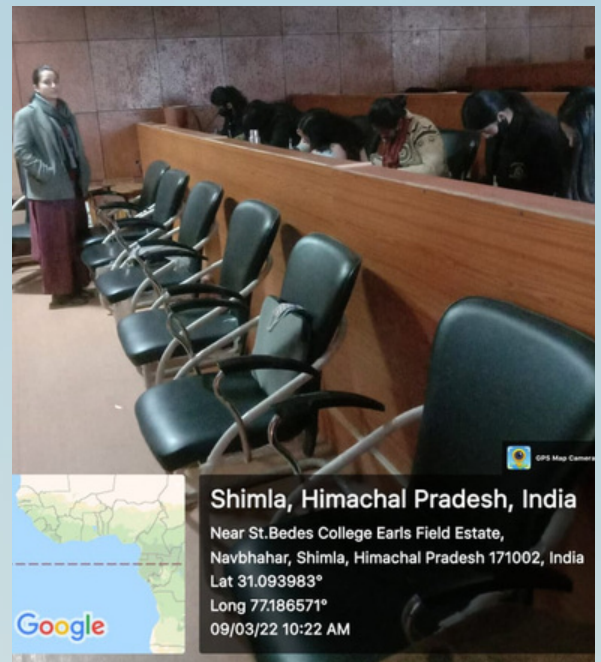 GPS Map Camera
Shimla, Himachal Pradesh, India
Near St.Bedes College Earls Field Estate,
Navbhahar, Shimla, Himachal Pradesh 171002, India
Lat 31.093983°
Long 77.186571°
09/03/22 10:22 AM
Google